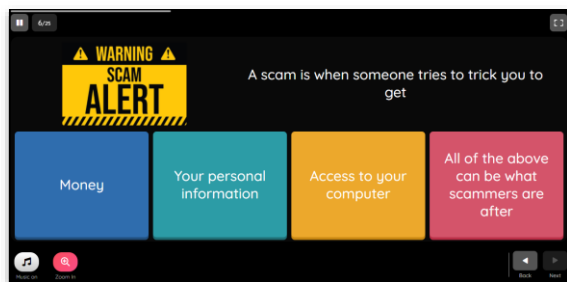 6/21
WARNING
SCAM
ALERT
A scam is when someone tries to trick you to
get
Money
Your personal
information
Access to your
computer
All of the above
can be what
scammers are
after
Music on
Zoom in
Back
Next